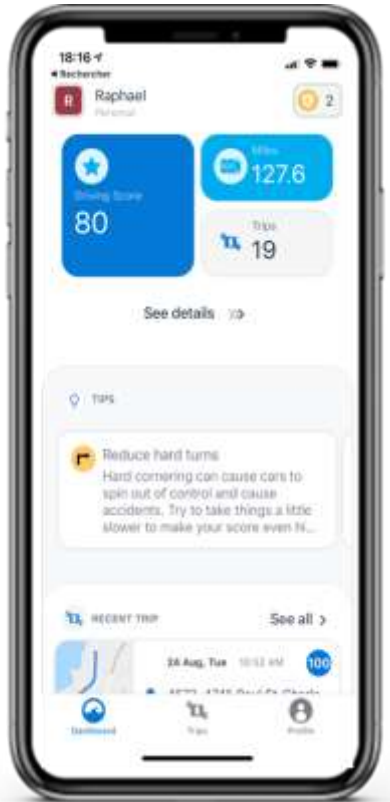 18:16
Rechercher
R
Raphael
Personal
2
Driving Score
80
Miles
127.6
Trips
19
See details
TIPS
Reduce hard turns
Hard cornering can cause cars to
spin out of control and cause
accidents. Try to take things a little
slower to make your score even hi...
RECENT TRIP
See all >
24 Aug, Tue 10:52 AM
100
Dashboard
Trips
Profile